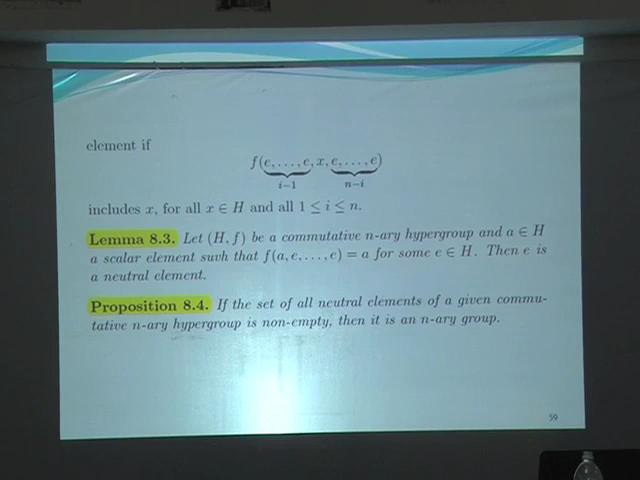 element if
f(e, . . . , e, x, e, . . . , e)
i−1 n−i
includes x, for all x ∈ H and all 1 ≤ i ≤ n.
Lemma 8.3. Let (H, f) be a commutative n-ary hypergroup and a ∈ H
a scalar element suvh that f(a, e, . . . , e) = a for some e ∈ H. Then e is
a neutral element.
Proposition 8.4. If the set of all neutral elements of a given commu-
tative n-ary hypergroup is non-empty, then it is an n-ary group.
59